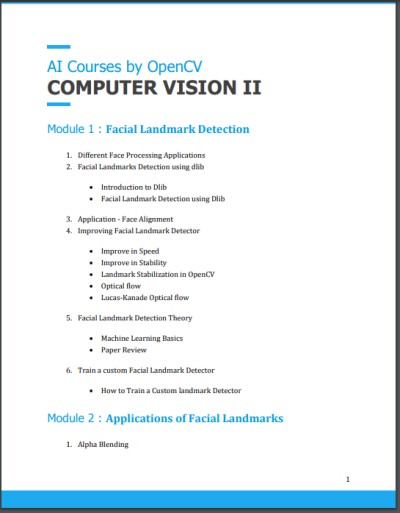 AI Courses by OpenCV
COMPUTER VISION II
Module 1 : Facial Landmark Detection
1. Different Face Processing Applications
2. Facial Landmarks Detection using dlib
• Introduction to Dlib
• Facial Landmark Detection using Dlib
3. Application - Face Alignment
4. Improving Facial Landmark Detector
• Improve in Speed
• Improve in Stability
• Landmark Stabilization in OpenCV
• Optical flow
• Lucas-Kanade Optical flow
5. Facial Landmark Detection Theory
• Machine Learning Basics
• Paper Review
6. Train a custom Facial Landmark Detector
• How to Train a Custom landmark Detector
Module 2 : Applications of Facial Landmarks
1. Alpha Blending
1